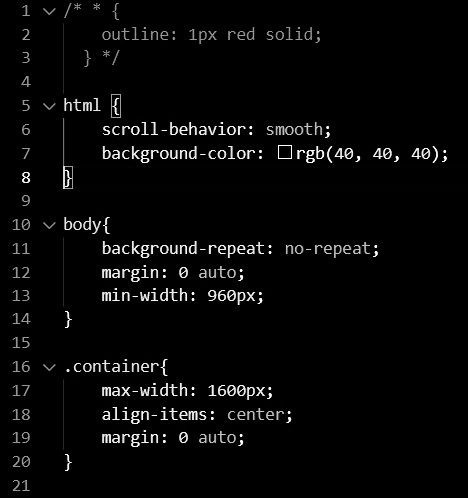 1 /* * {
2 outline: 1px red solid;
3 } */
4
5 html {
6 scroll-behavior: smooth;
7 background-color: rgb(40, 40, 40);
8 }
9
10 body{
11 background-repeat: no-repeat;
12 margin: 0 auto;
13 min-width: 960px;
14 }
15
16 .container{
17 max-width: 1600px;
18 align-items: center;
19 margin: 0 auto;
20 }
21